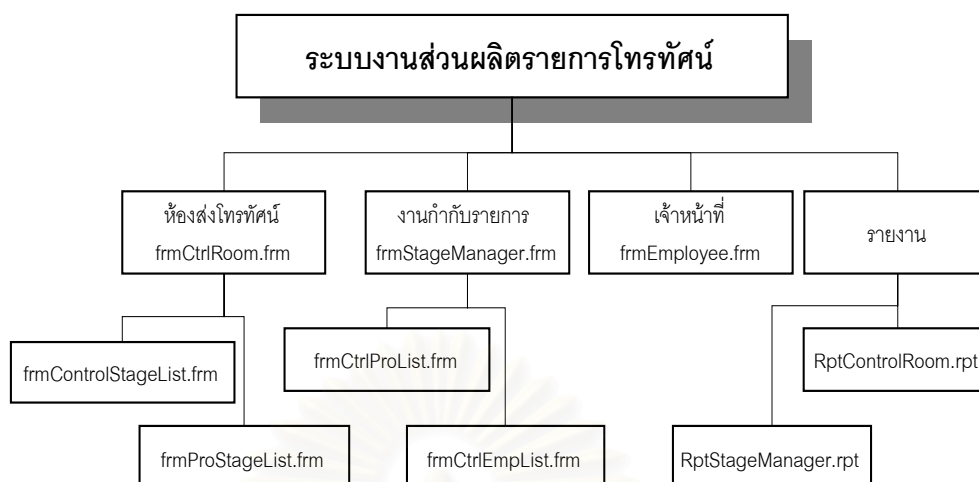 ระบบงานส่วนผลิตรายการโทรทัศน์
ห้องส่งโทรทัศน์
frmCtrlRoom.frm
งานกำกับรายการ
frmStageManager.frm
เจ้าหน้าที่
frmEmployee.frm
รายงาน
frmControlStageList.frm
frmCtrlProList.frm
RptControlRoom.rpt
frmProStageList.frm
frmCtrlEmpList.frm
RptStageManager.rpt